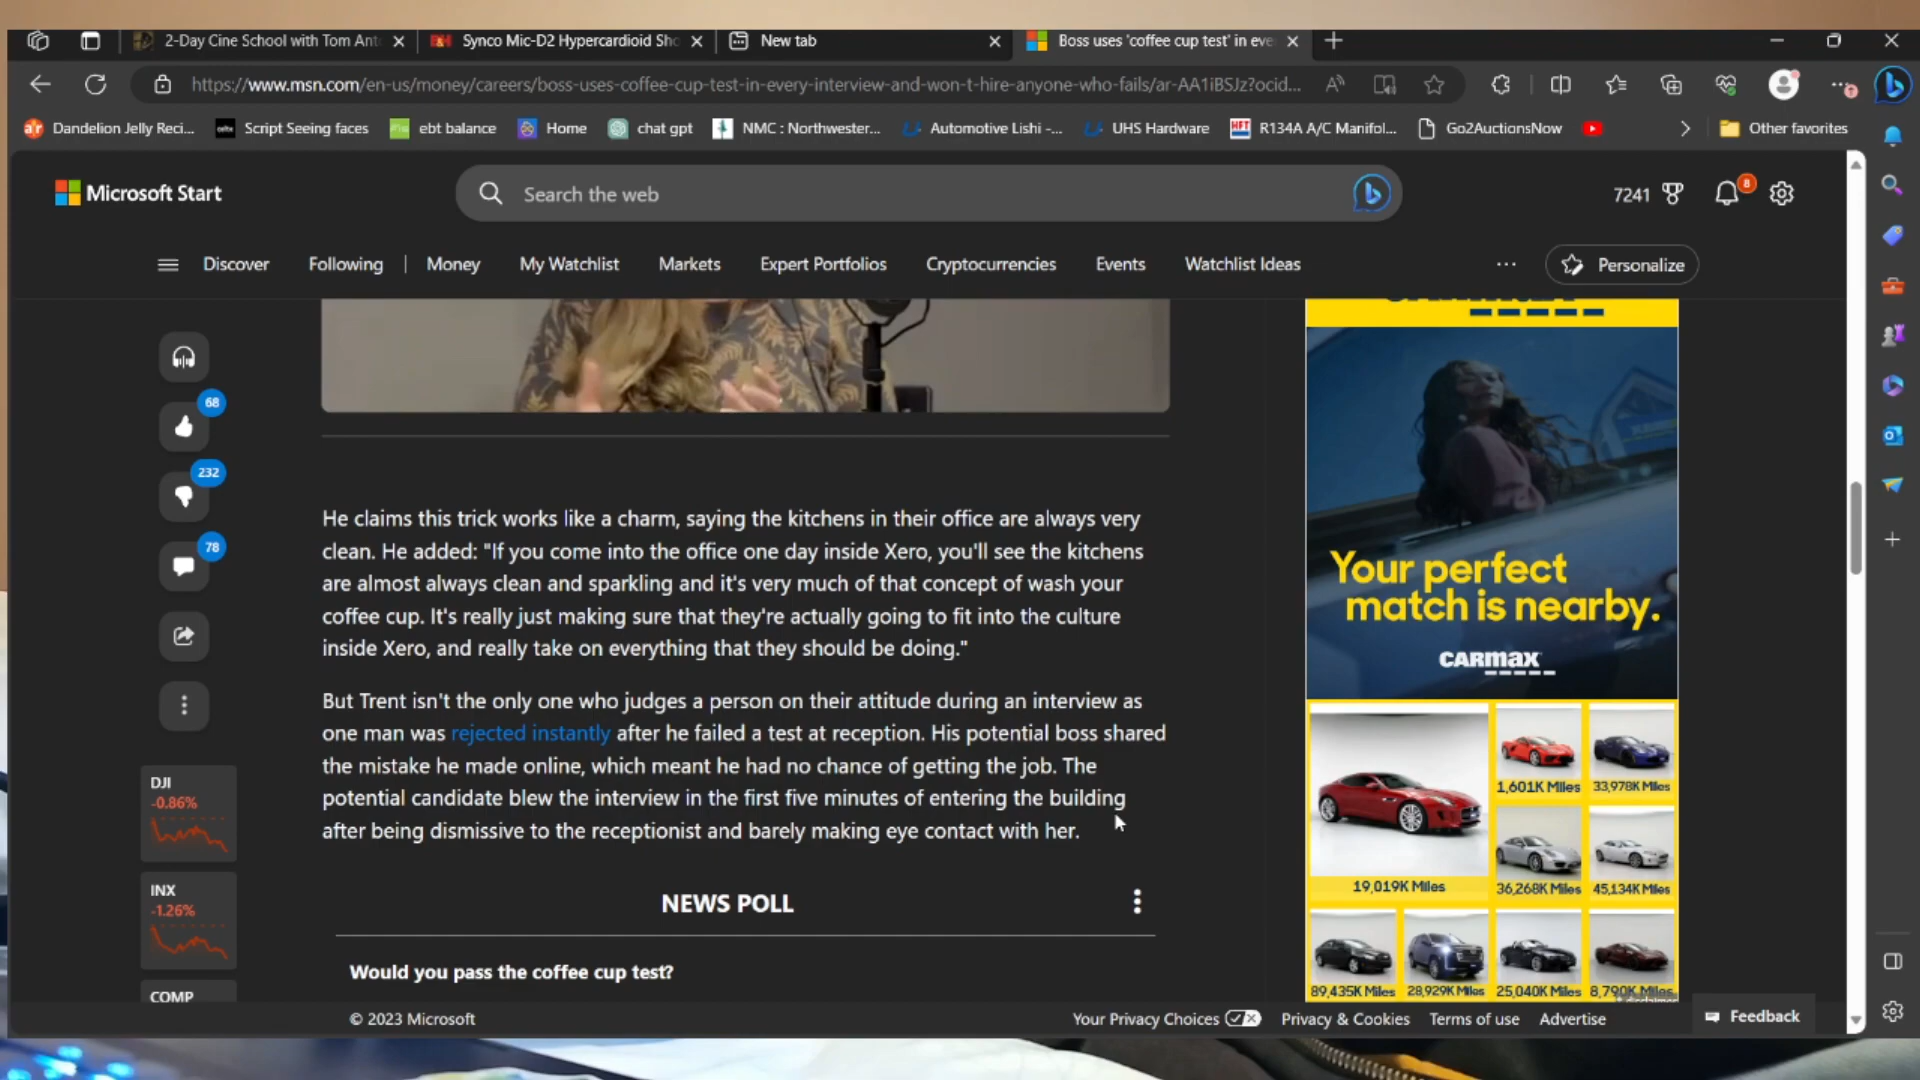 2-Day Cine School with Tom Ant
Synco Mic-D2 Hypercardioid Sho
New tab
Boss uses 'coffee cup test' in eve
https://www.msn.com/en-us/money/careers/boss-uses-coffee-cup-test-in-every-interview-and-won-t-hire-anyone-who-fails/ar-AA1iBSJz?ocid...
Dandelion Jelly Reci...
Script Seeing faces
ebt balance
Home
chat gpt
NMC : Northwester...
Automotive Lishi -...
UHS Hardware
HFT
R134A A/C Manifol...
Go2AuctionsNow
Other favorites
Microsoft Start
Search the web
7241
8
Discover
Following
Money
My Watchlist
Markets
Expert Portfolios
Cryptocurrencies
Events
Watchlist Ideas
Personalize
68
232
78
He claims this trick works like a charm, saying the kitchens in their office are always very
clean. He added: "If you come into the office one day inside Xero, you'll see the kitchens
are almost always clean and sparkling and it's very much of that concept of wash your
coffee cup. It's really just making sure that they're actually going to fit into the culture
inside Xero, and really take on everything that they should be doing."
But Trent isn't the only one who judges a person on their attitude during an interview as
one man was rejected instantly after he failed a test at reception. His potential boss shared
the mistake he made online, which meant he had no chance of getting the job. The
potential candidate blew the interview in the first five minutes of entering the building
after being dismissive to the receptionist and barely making eye contact with her.
DJI
-0.86%
INX
-1.26%
COMP
NEWS POLL
Would you pass the coffee cup test?
Your perfect
match is nearby.
CARMAX
1,601K Miles
33,978K Miles
19,019K Miles
36,268K Miles
45,134K Miles
89,435K Miles
28,929K Miles
25,040K Miles
8,790K Miles
disclaimer
© 2023 Microsoft
Your Privacy Choices
Privacy & Cookies
Terms of use
Advertise
Feedback